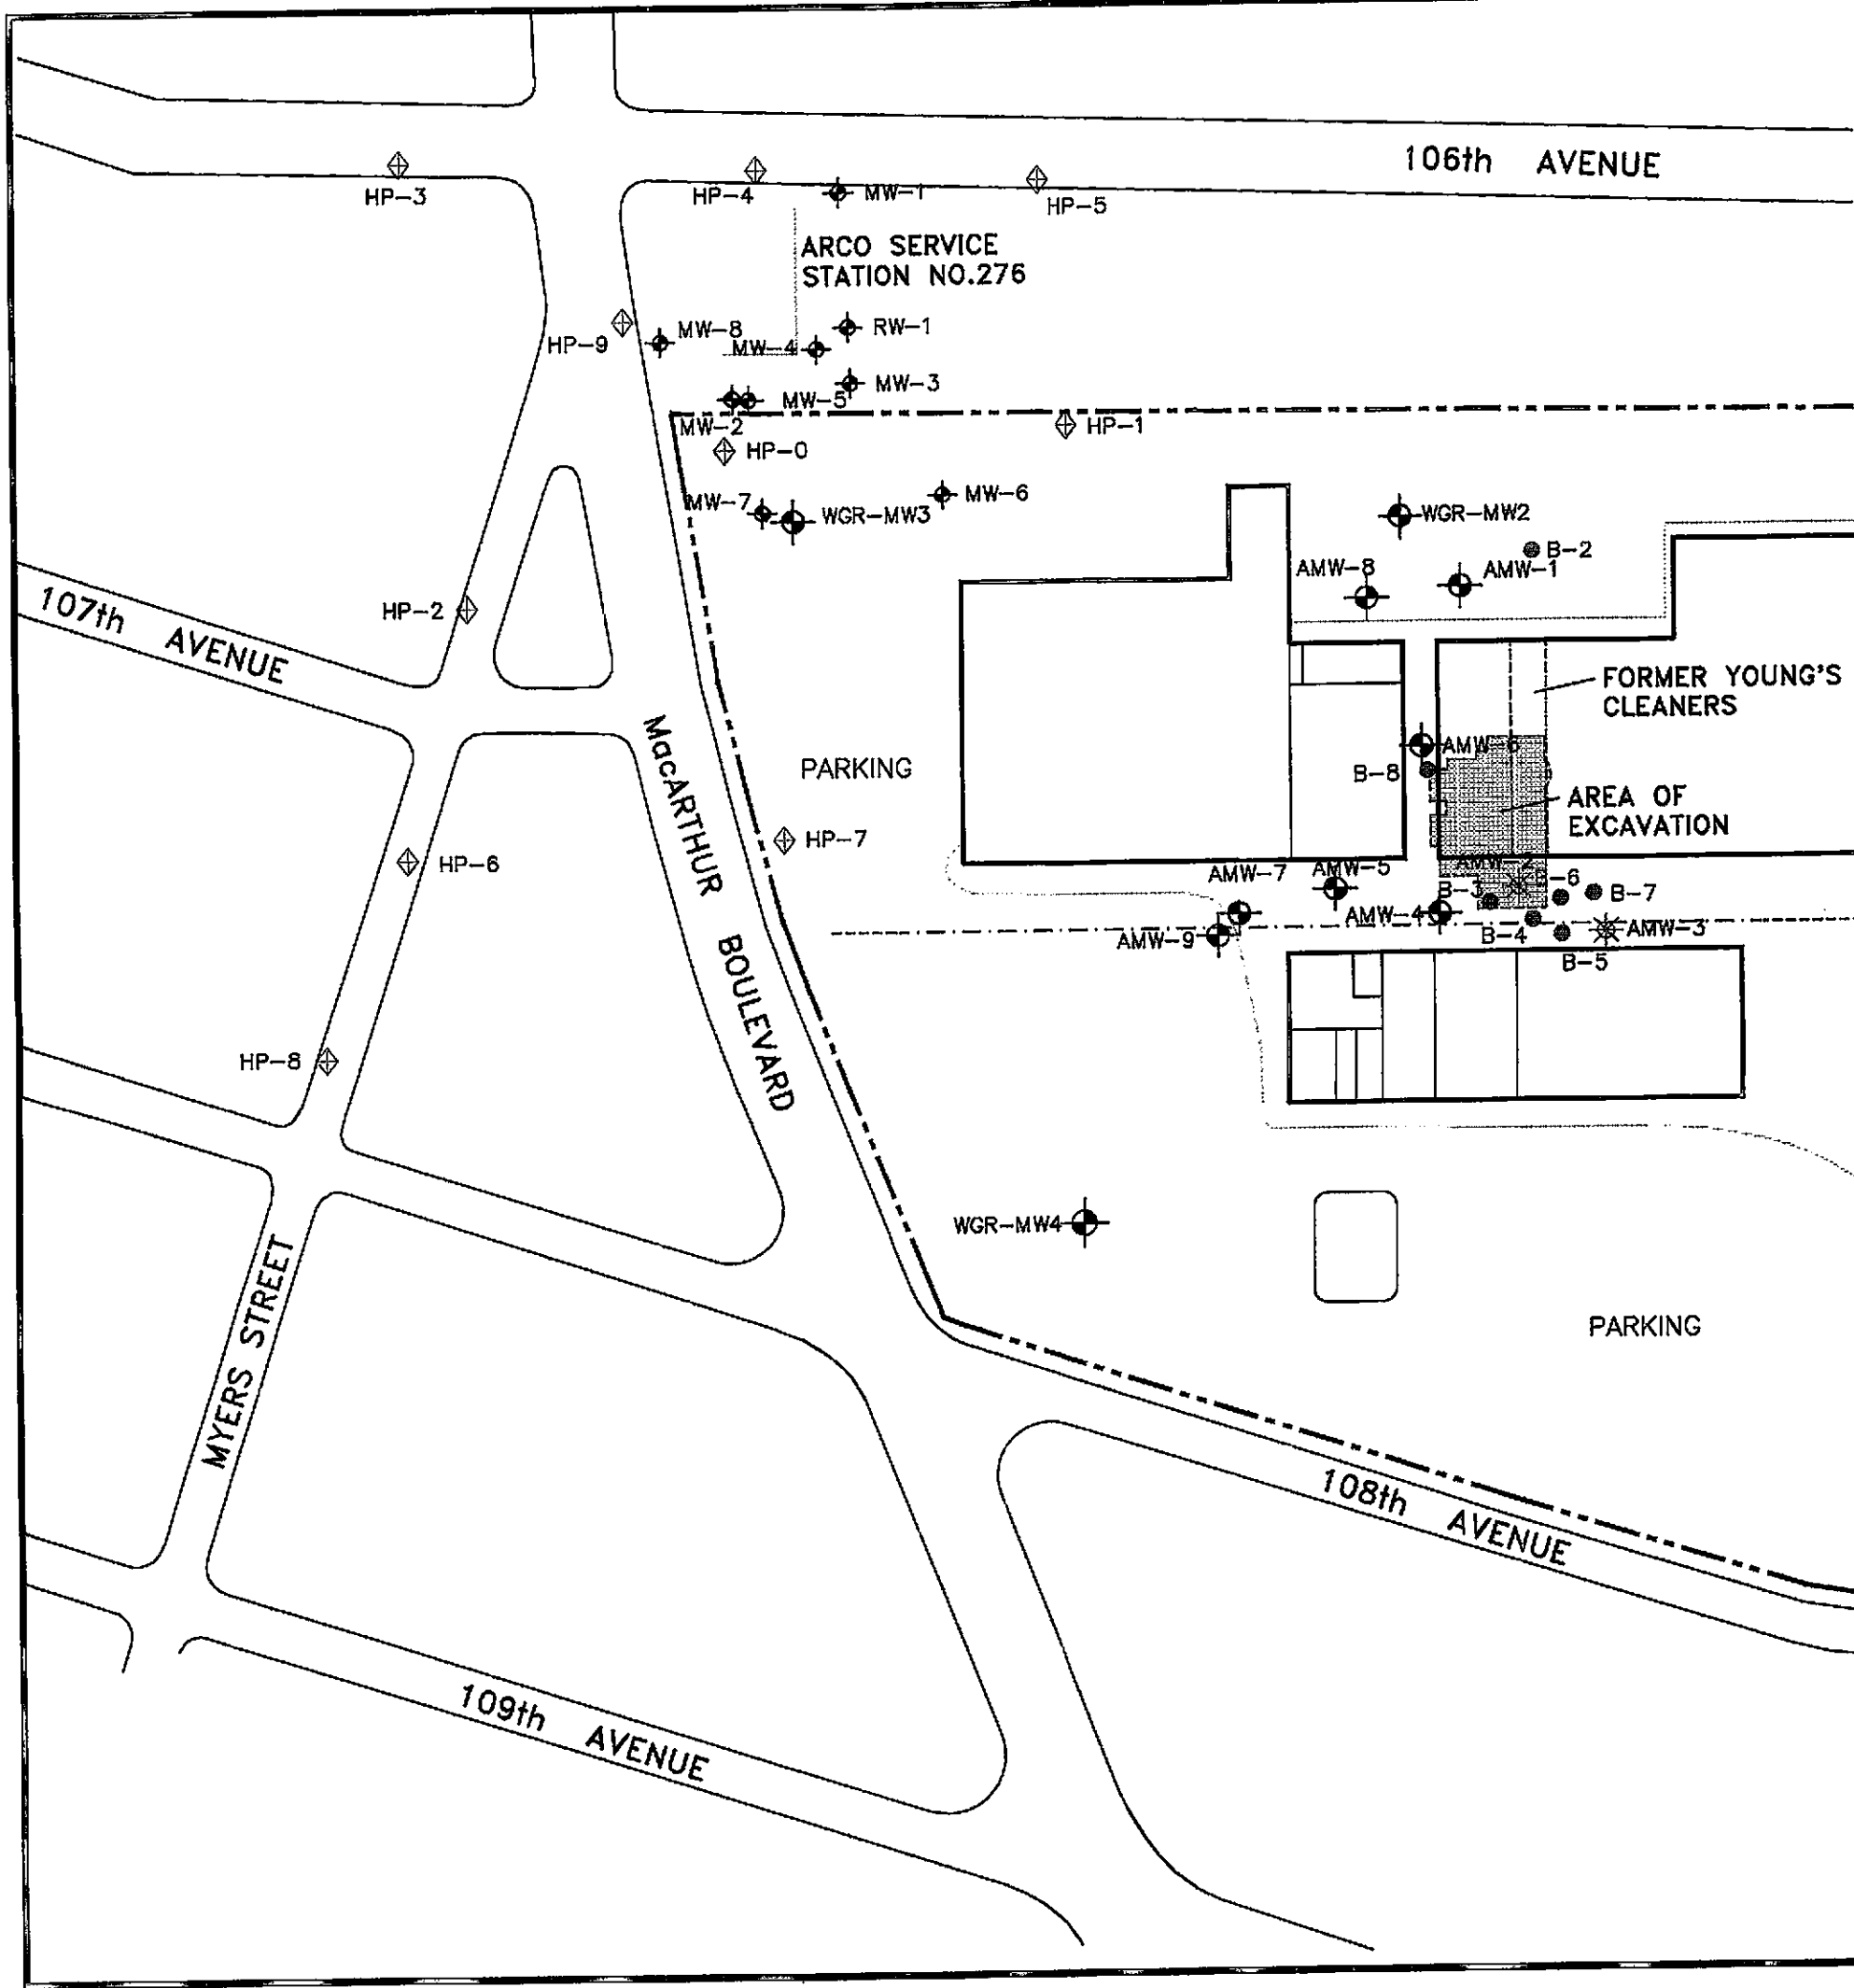 106th AVENUE
HP-3
HP-4
MW-1
HP-5
ARCO SERVICE
STATION NO.276
HP-9
MW-8
RW-1
MW-4
MW-3
MW-5
MW-2
HP-1
HP-0
MW-6
MW-7
WGR-MW3
WGR-MW2
B-2
AMW-8
AMW-1
107th AVENUE
HP-2
FORMER YOUNG'S
CLEANERS
MacARTHUR BOULEVARD
AMW-6
PARKING
B-8
AREA OF
EXCAVATION
HP-7
HP-6
AMW-7
AMW-5
AMW-2
B-6
B-3
B-7
AMW-4
AMW-9
B-4
AMW-3
B-5
HP-8
WGR-MW4
MYERS STREET
PARKING
108th AVENUE
109th AVENUE